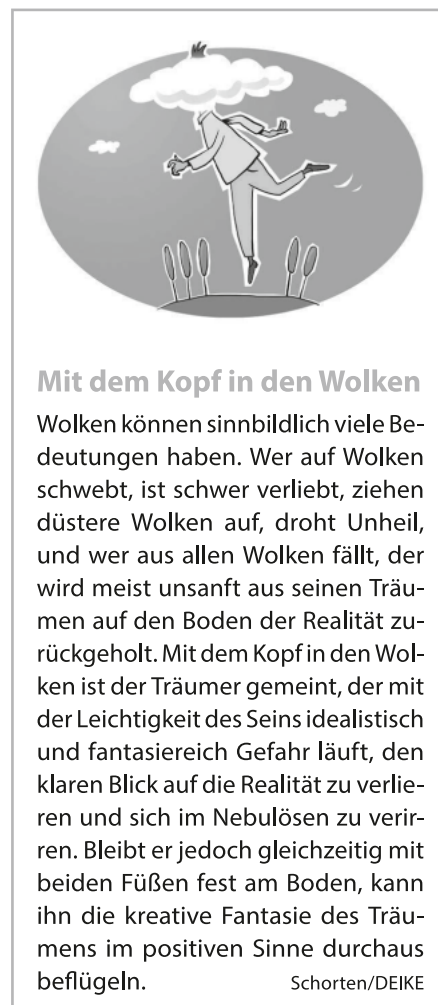 Mit dem Kopf in den Wolken
Wolken können sinnbildlich viele Be-
deutungen haben. Wer auf Wolken
schwebt, ist schwer verliebt, ziehen
düstere Wolken auf, droht Unheil,
und wer aus allen Wolken fällt, der
wird meist unsanft aus seinen Träu-
men auf den Boden der Realität zu-
rückgeholt. Mit dem Kopf in den Wol-
ken ist der Träumer gemeint, der mit
der Leichtigkeit des Seins idealistisch
und fantasiereich Gefahr läuft, den
klaren Blick auf die Realität zu verlie-
ren und sich im Nebulösen zu verir-
ren. Bleibt er jedoch gleichzeitig mit
beiden Füßen fest am Boden, kann
ihn die kreative Fantasie des Träu-
mens im positiven Sinne durchaus
beflügeln. Schorten/DEIKE